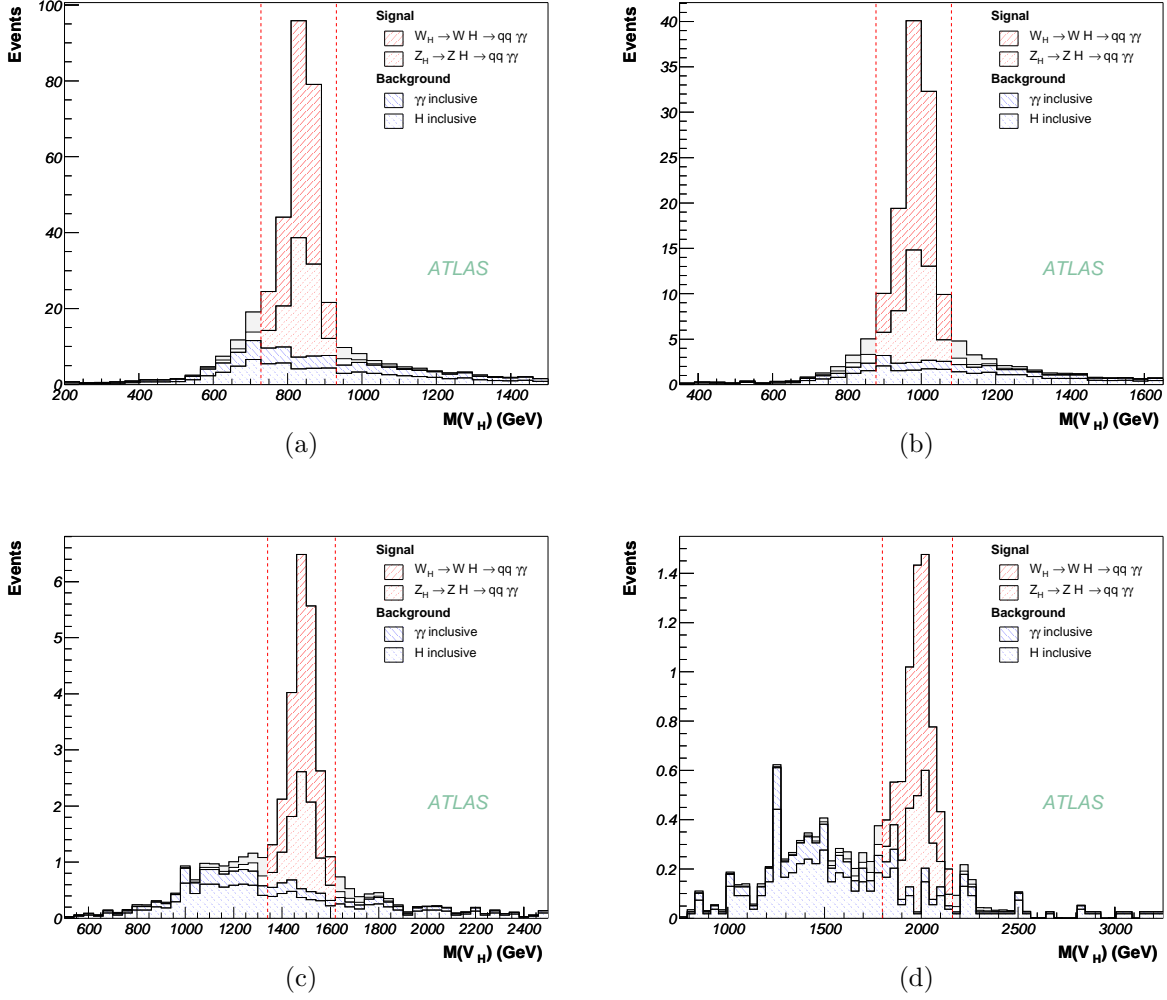 Events
100
80
60
40
20
0
200 400 600 800 1000 1200 1400
M(V_H) (GeV)
Signal
W_H → W H → qq γγ
Z_H → Z H → qq γγ
Background
γγ inclusive
H inclusive
ATLAS
(a)
Events
40
35
30
25
20
15
10
5
0
400 600 800 1000 1200 1400 1600
M(V_H) (GeV)
Signal
W_H → W H → qq γγ
Z_H → Z H → qq γγ
Background
γγ inclusive
H inclusive
ATLAS
(b)
Events
6
5
4
3
2
1
0
600 800 1000 1200 1400 1600 1800 2000 2200 2400
M(V_H) (GeV)
Signal
W_H → W H → qq γγ
Z_H → Z H → qq γγ
Background
γγ inclusive
H inclusive
ATLAS
(c)
Events
1.4
1.2
1
0.8
0.6
0.4
0.2
0
1000 1500 2000 2500 3000
M(V_H) (GeV)
Signal
W_H → W H → qq γγ
Z_H → Z H → qq γγ
Background
γγ inclusive
H inclusive
ATLAS
(d)